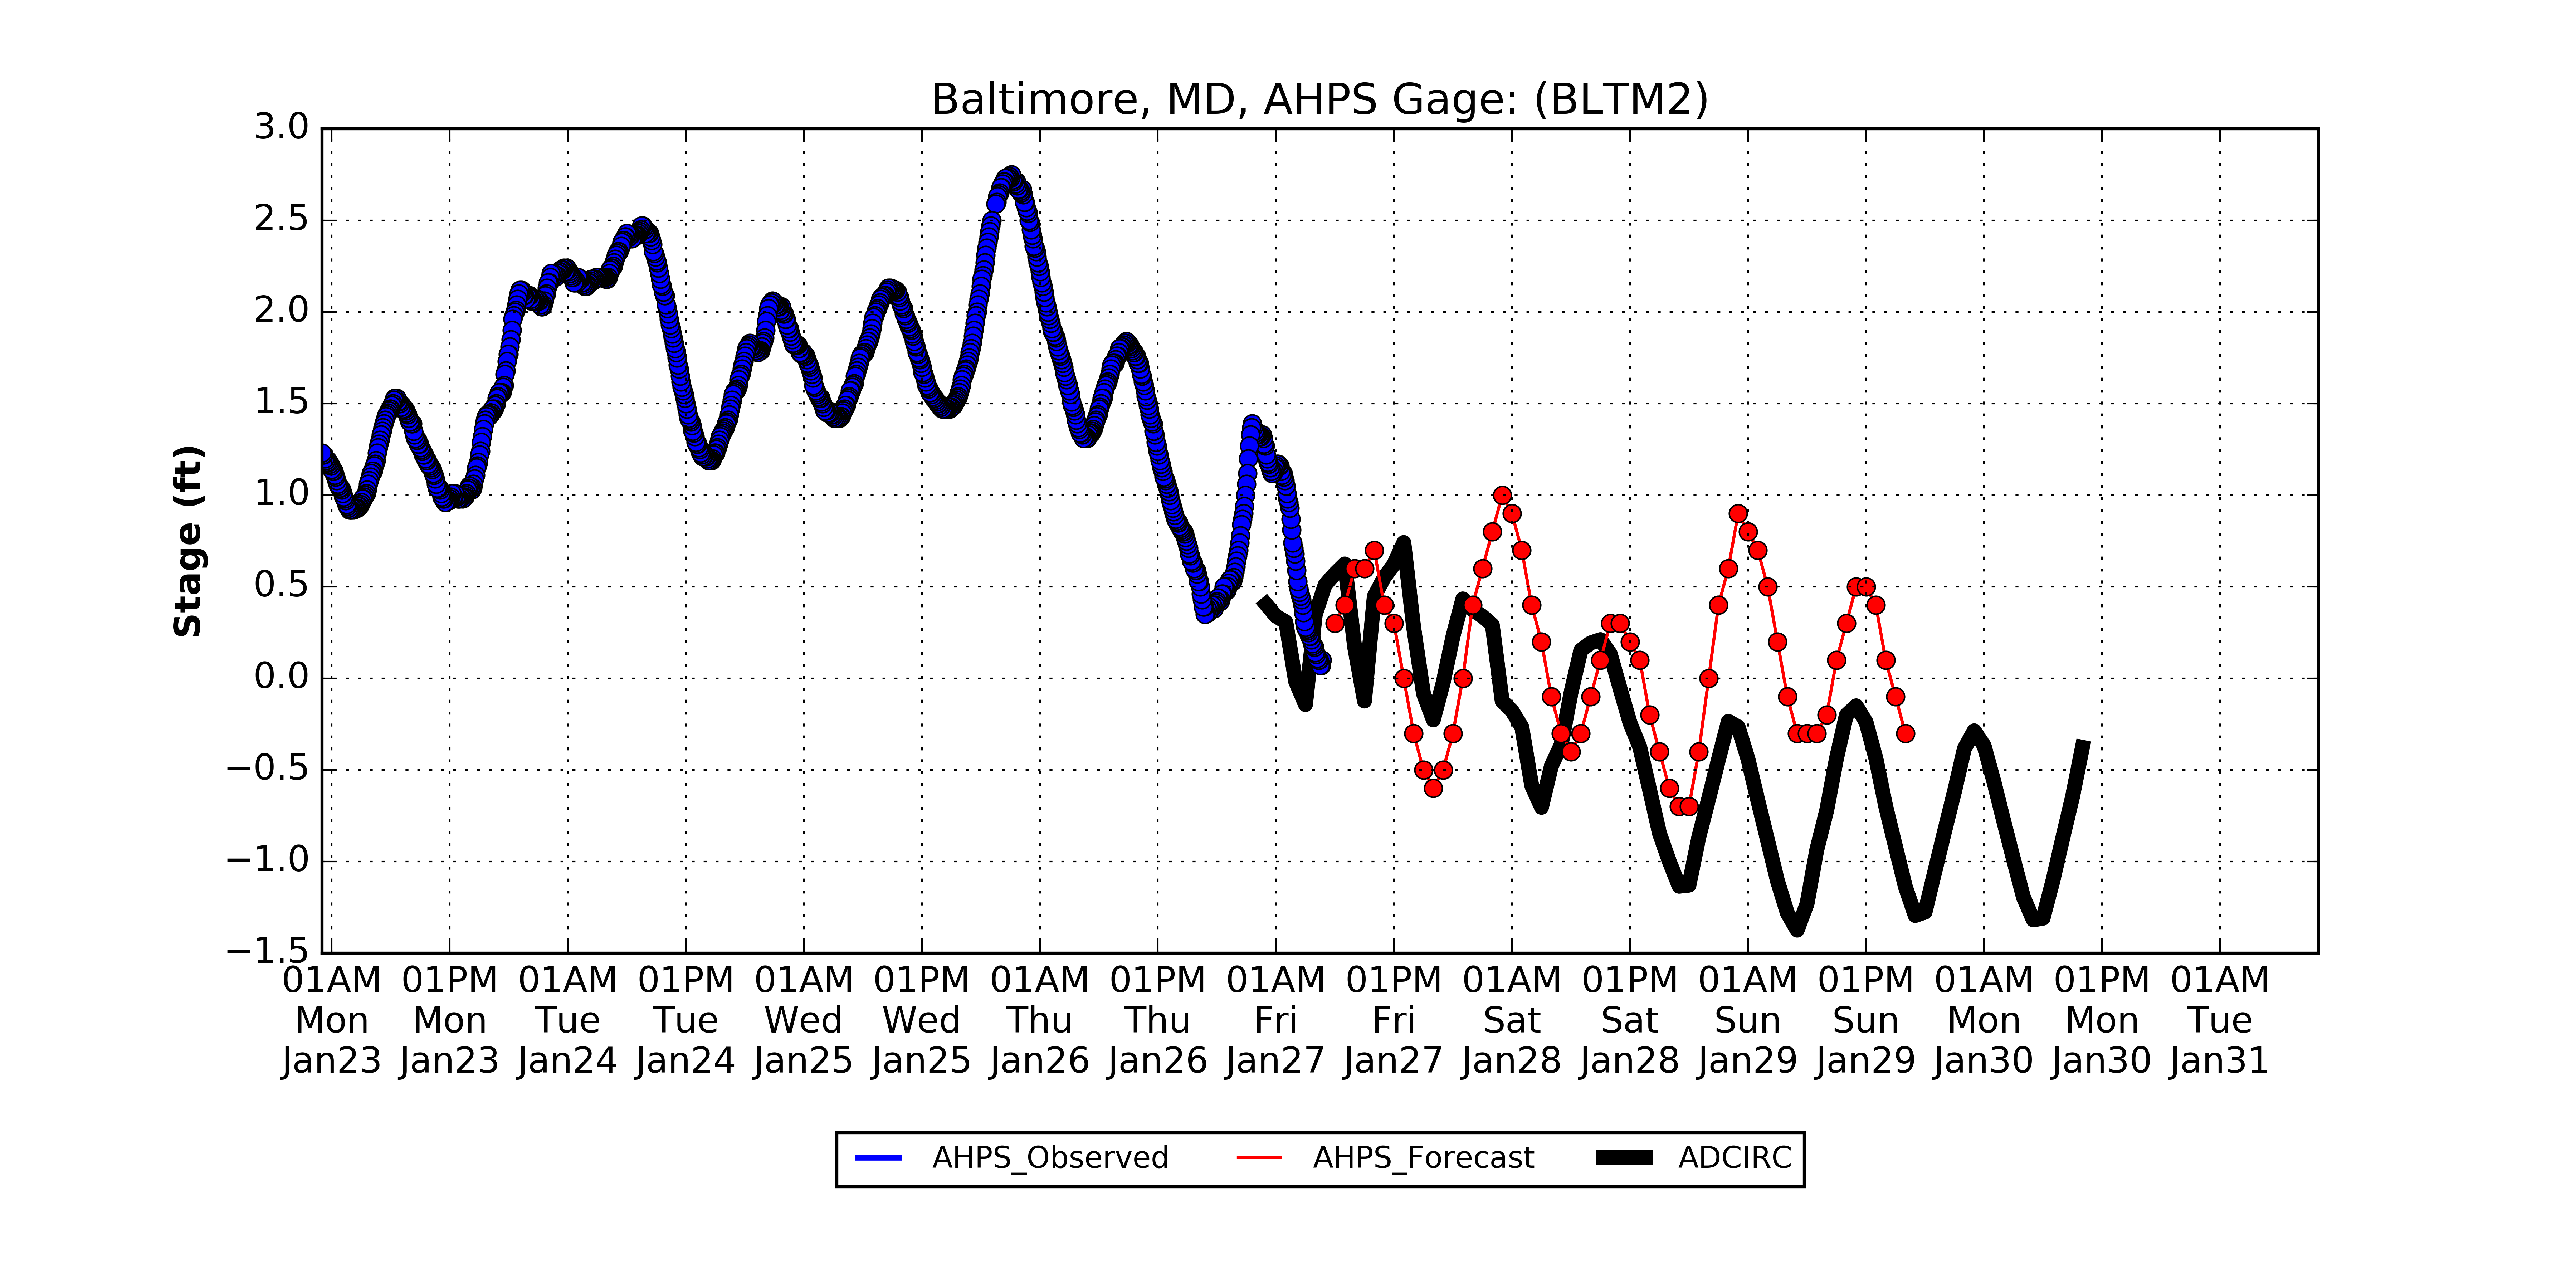 Baltimore, MD, AHPS Gage: (BLTM2)
Stage (ft)
3.0
2.5
2.0
1.5
1.0
0.5
0.0
−0.5
−1.0
−1.5
01AM 01PM 01AM 01PM 01AM 01PM 01AM 01PM 01AM 01PM 01AM 01PM 01AM 01PM 01AM 01PM 01AM
Mon Mon Tue Tue Wed Wed Thu Thu Fri Fri Sat Sat Sun Sun Mon Mon Tue
Jan23 Jan23 Jan24 Jan24 Jan25 Jan25 Jan26 Jan26 Jan27 Jan27 Jan28 Jan28 Jan29 Jan29 Jan30 Jan30 Jan31
AHPS_Observed AHPS_Forecast ADCIRC